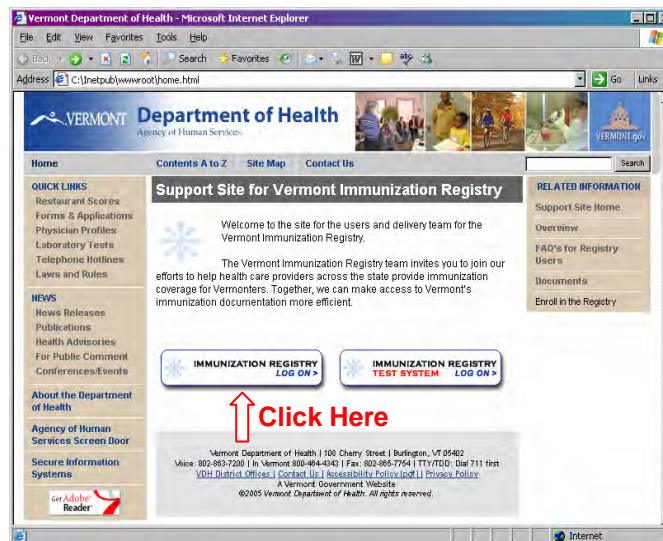 Vermont Department of Health - Microsoft Internet Explorer
File Edit View Favorites Tools Help
Back Search Favorites
Address C:\Inetpub\wwwroot\home.html Go Links
VERMONT Department of Health
Agency of Human Services
VERMONT.gov
Home Contents A to Z Site Map Contact Us Search
QUICK LINKS
Restaurant Scores
Forms & Applications
Physician Profiles
Laboratory Tests
Telephone Hotlines
Laws and Rules
NEWS
News Releases
Publications
Health Advisories
For Public Comment
Conferences/Events
About the Department
of Health
Agency of Human
Services Screen Door
Secure Information
Systems
Get Adobe
Reader
Support Site for Vermont Immunization Registry
Welcome to the site for the users and delivery team for the
Vermont Immunization Registry.
The Vermont Immunization Registry team invites you to join our
efforts to help health care providers across the state provide immunization
coverage for Vermonters. Together, we can make access to Vermont's
immunization documentation more efficient.
IMMUNIZATION REGISTRY
LOG ON >
IMMUNIZATION REGISTRY
TEST SYSTEM LOG ON >
Click Here
Vermont Department of Health | 108 Cherry Street | Burlington, VT 05402
Voice: 802-863-7200 | In Vermont 800-464-4343 | Fax: 802-865-7754 | TTY/TDD: Dial 711 first
VDH District Offices | Contact Us | Accessibility Policy (pdf) | Privacy Policy
A Vermont Government Website
©2005 Vermont Department of Health. All rights reserved.
RELATED INFORMATION
Support Site Home
Overview
FAQ's for Registry
Users
Documents
Enroll in the Registry
Internet